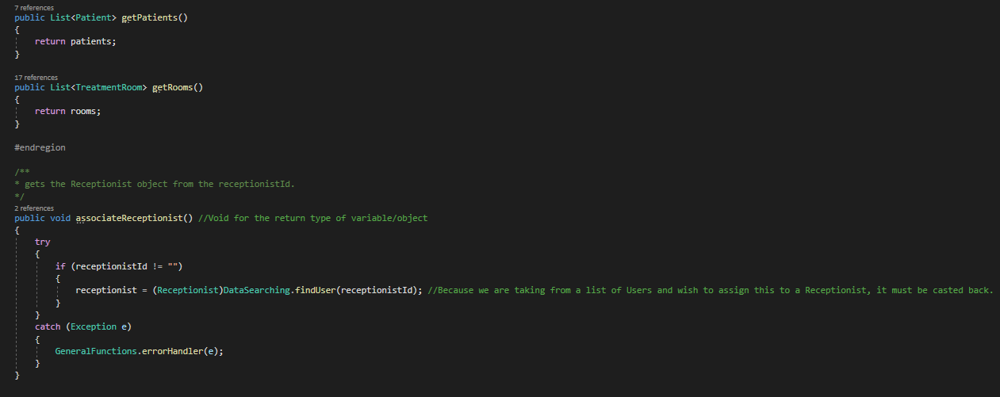 7 references
public List<Patient> getPatients()
{
return patients;
}
17 references
public List<TreatmentRoom> getRooms()
{
return rooms;
}
#endregion
/**
* gets the Receptionist object from the receptionistId.
*/
2 references
public void associateReceptionist() //Void for the return type of variable/object
{
try
{
if (receptionistId != "")
{
receptionist = (Receptionist)DataSearching.findUser(receptionistId); //Because we are taking from a list of Users and wish to assign this to a Receptionist, it must be casted back.
}
}
catch (Exception e)
{
GeneralFunctions.errorHandler(e);
}
}